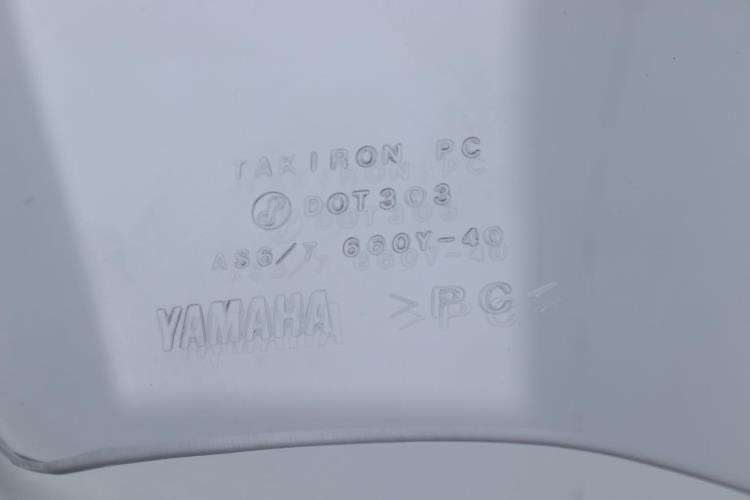 TAKIRON PC
DOT303
AS6/7 660Y-40
YAMAHA >PC<